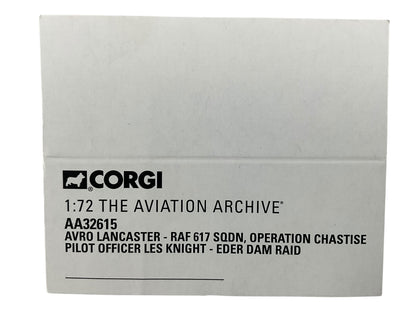 CORGI
1:72 THE AVIATION ARCHIVE®
AA32615
AVRO LANCASTER - RAF 617 SQDN, OPERATION CHASTISE
PILOT OFFICER LES KNIGHT - EDER DAM RAID